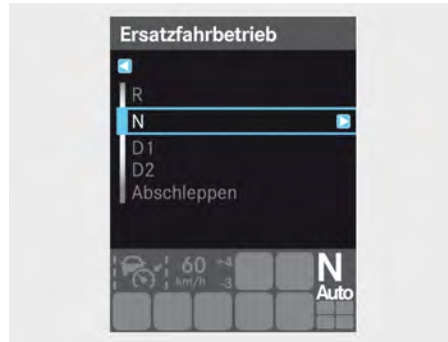 Ersatzfahrbetrieb
R
N
D1
D2
Abschleppen
60 +4
km/h -3
N
Auto